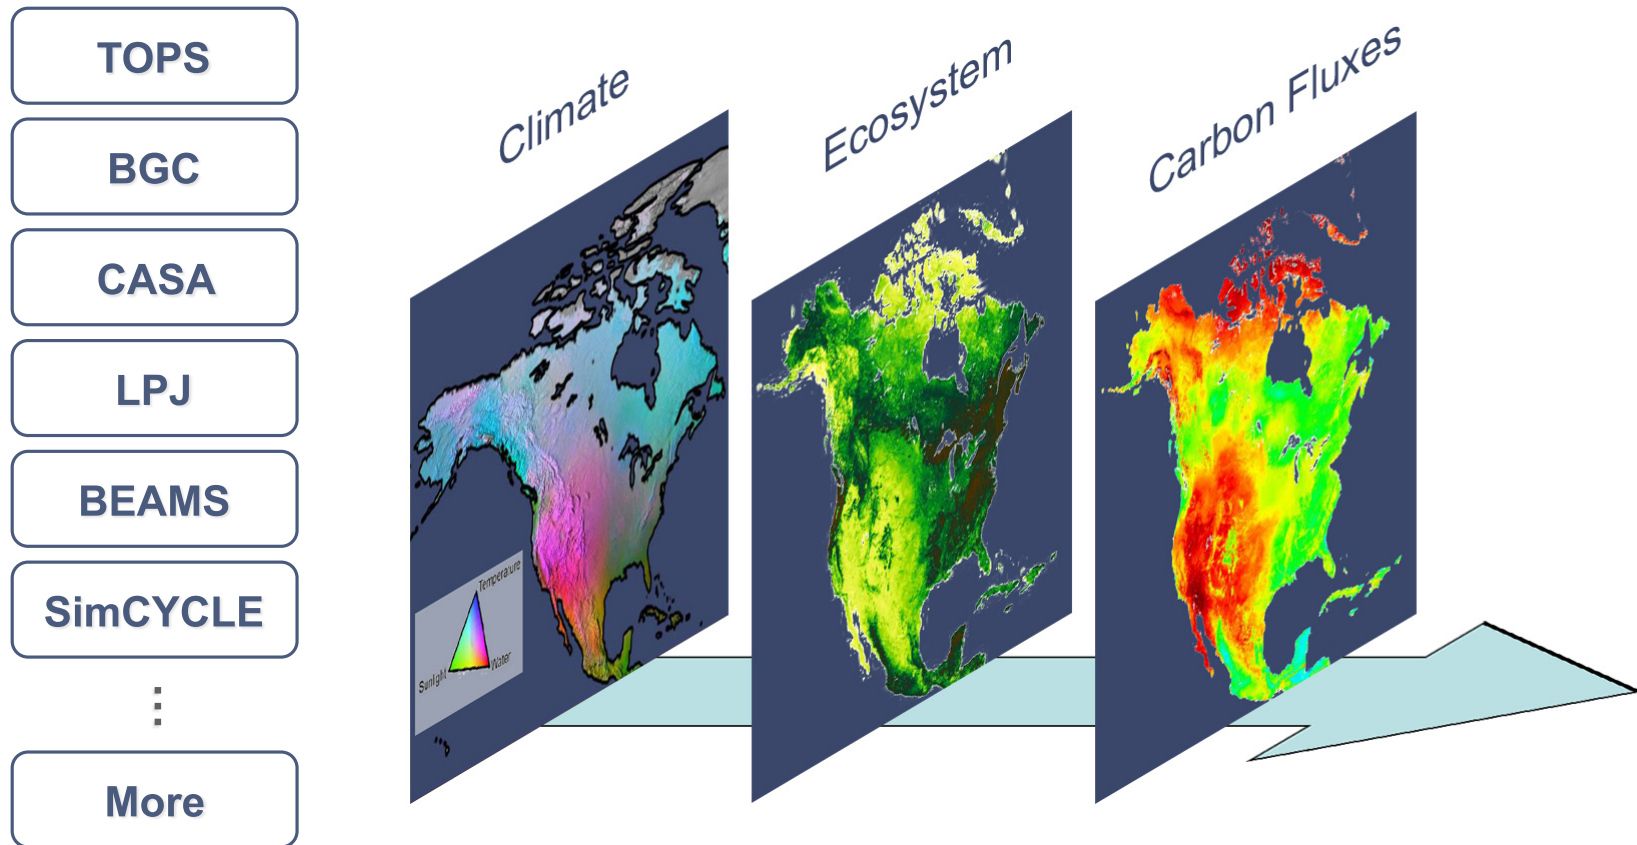 TOPS
BGC
CASA
LPJ
BEAMS
SimCYCLE
⋮
More
Climate
Ecosystem
Carbon Fluxes
Temperature
Sunlight
Water